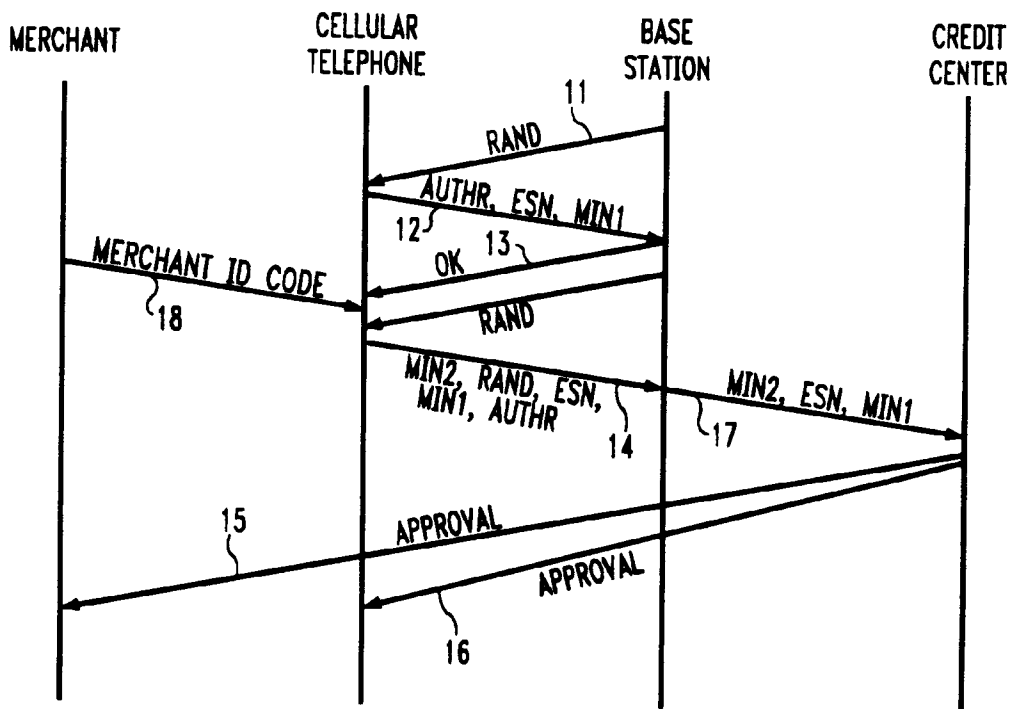 MERCHANT
CELLULAR
TELEPHONE
BASE
STATION
CREDIT
CENTER
11
RAND
AUTHR, ESN, MIN1
12
13
OK
MERCHANT ID CODE
18
RAND
MIN2, RAND, ESN,
MIN1, AUTHR
14
MIN2, ESN, MIN1
17
15
APPROVAL
APPROVAL
16